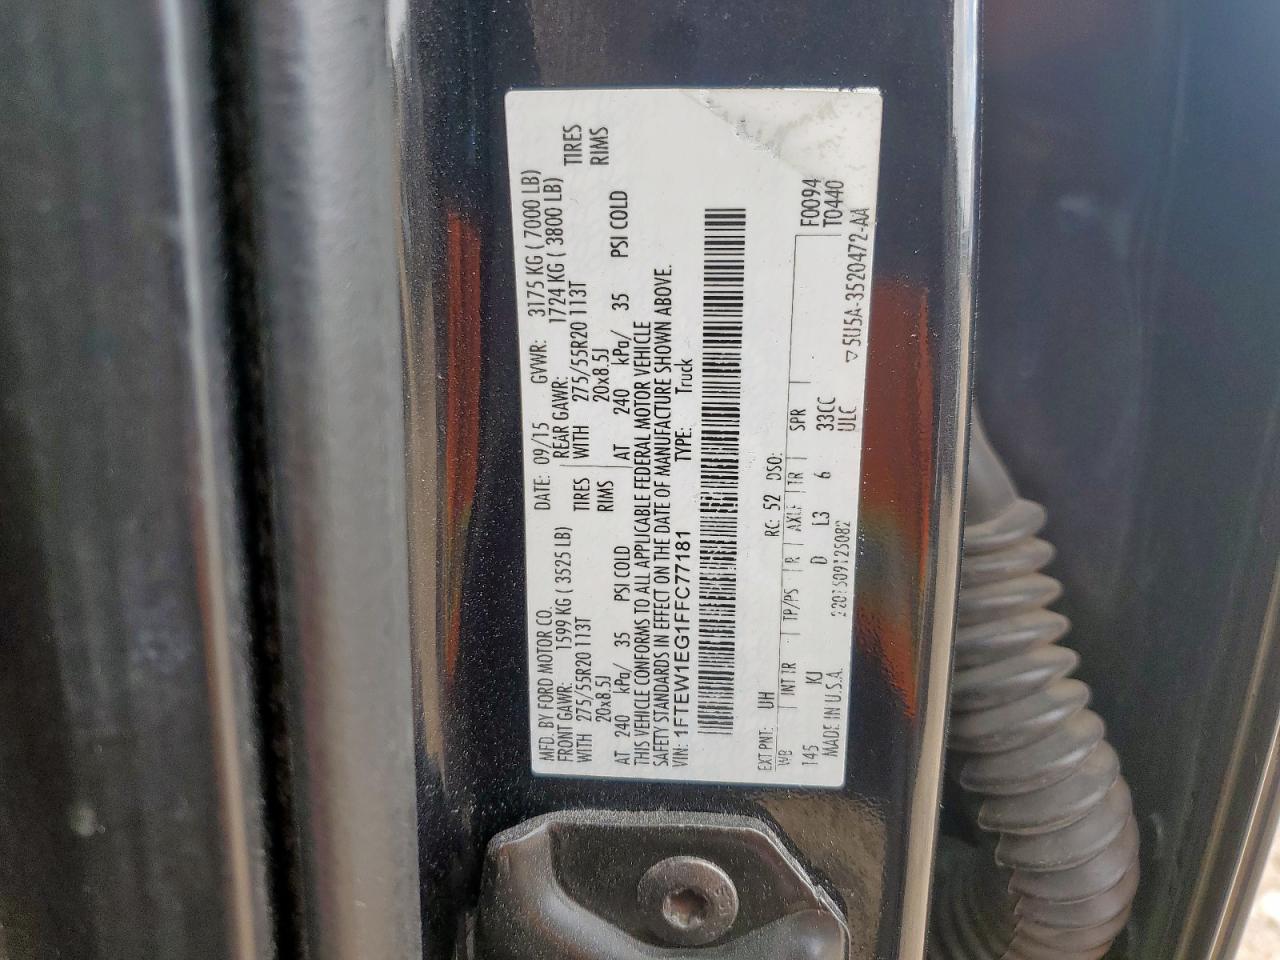 MFD. BY FORD MOTOR CO. DATE: 09/15 GVWR: 3175 KG ( 7000 LB)
FRONT GAWR: 1599 KG ( 3525 LB) REAR GAWR: 1724 KG ( 3800 LB)
WITH 275/55R20 113T TIRES WITH 275/55R20 113T TIRES
20x8.5J RIMS 20x8.5J RIMS
AT 240 kPa/ 35 PSI COLD AT 240 kPa/ 35 PSI COLD
THIS VEHICLE CONFORMS TO ALL APPLICABLE FEDERAL MOTOR VEHICLE
SAFETY STANDARDS IN EFFECT ON THE DATE OF MANUFACTURE SHOWN ABOVE.
VIN: 1FTEW1EG1FFC77181 TYPE: Truck
EXT PNT: UH RC: 52 DSO:
WB INT TR TP/PS R AXLE TR SPR F0094
145 KJ D L3 6 33CC T0440
MADE IN U.S.A. ULC
▽5U5A-3520472-AA